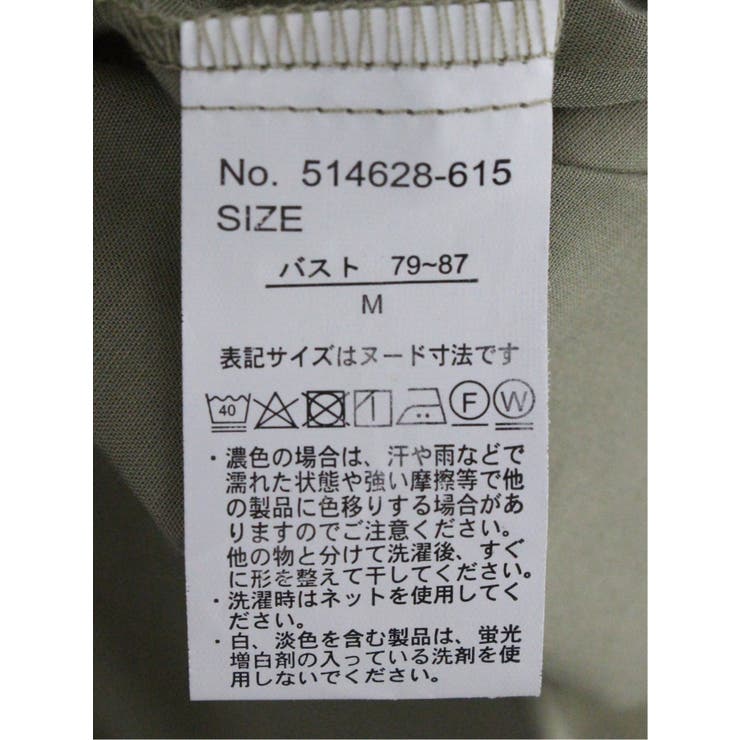 No. 514628-615
SIZE
バスト 79~87
M
表記サイズはヌード寸法です
40 F W
・濃色の場合は、汗や雨などで
濡れた状態や強い摩擦等で他
の製品に色移りする場合があ
りますのでご注意ください。
他の物と分けて洗濯後、すぐ
に形を整えて干してください。
・洗濯時はネットを使用してく
ださい。
・白、淡色を含む製品は、蛍光
増白剤の入っている洗剤を使
用しないでください。